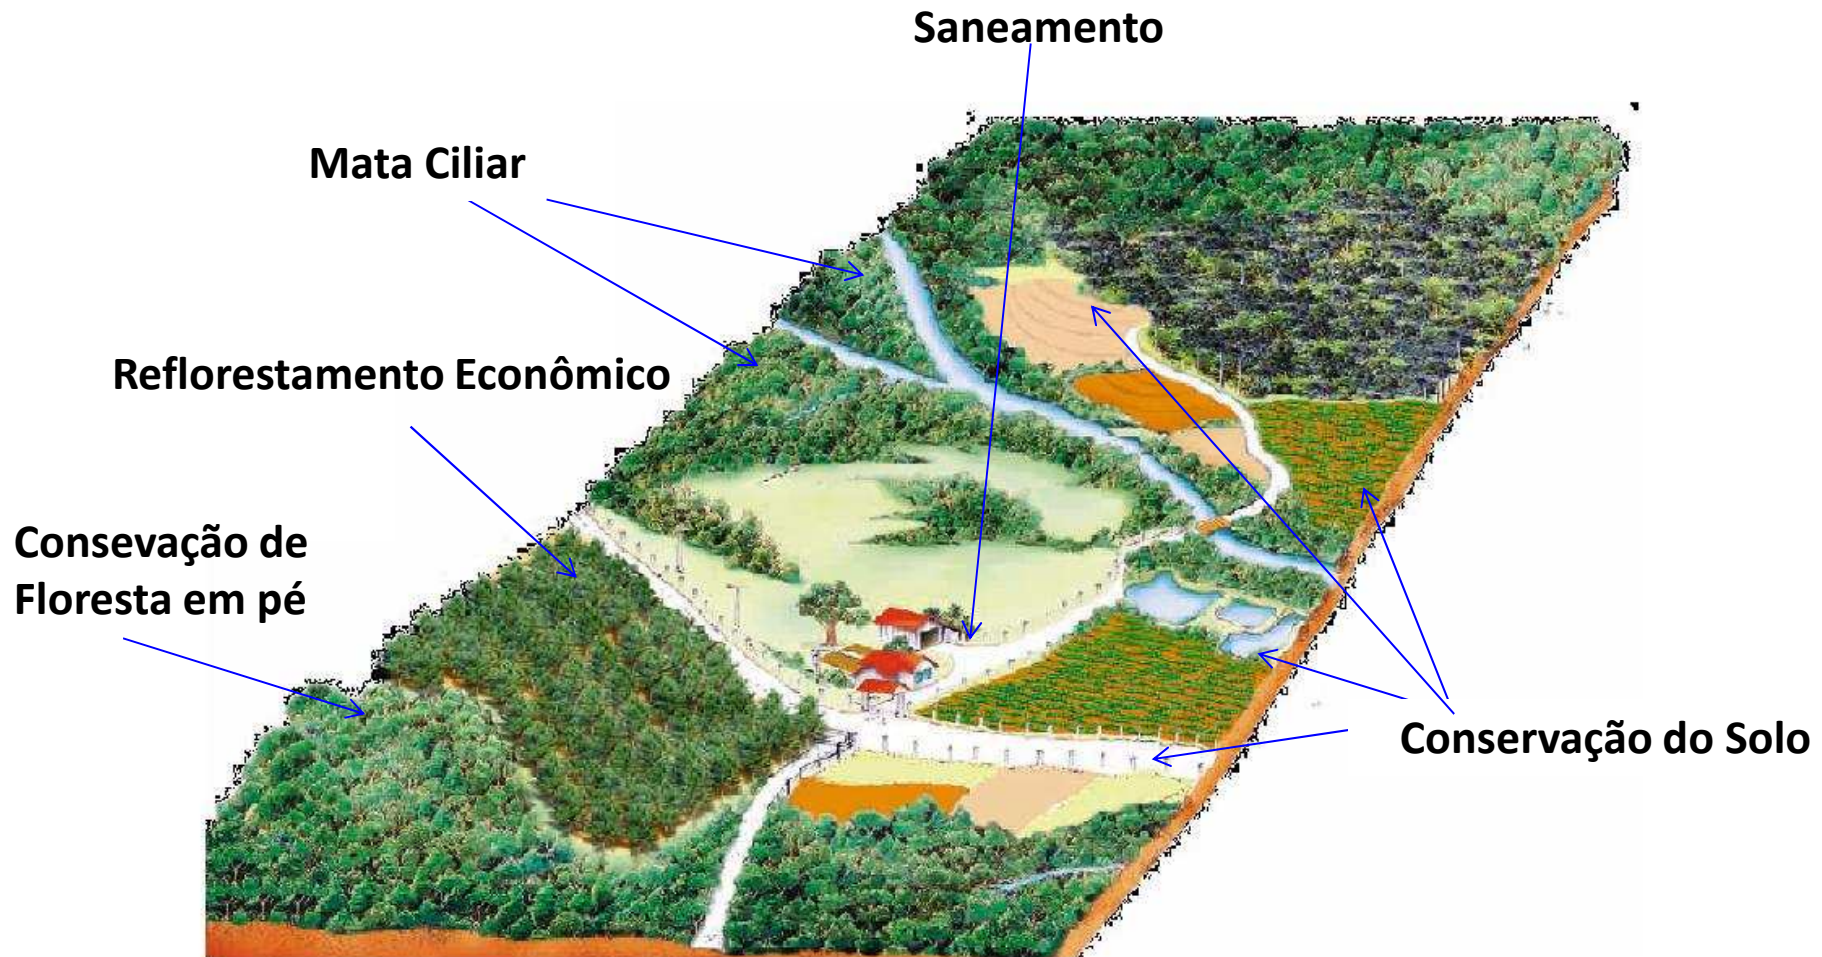 Saneamento
Mata Ciliar
Reflorestamento Econômico
Consevação de
Floresta em pé
Conservação do Solo